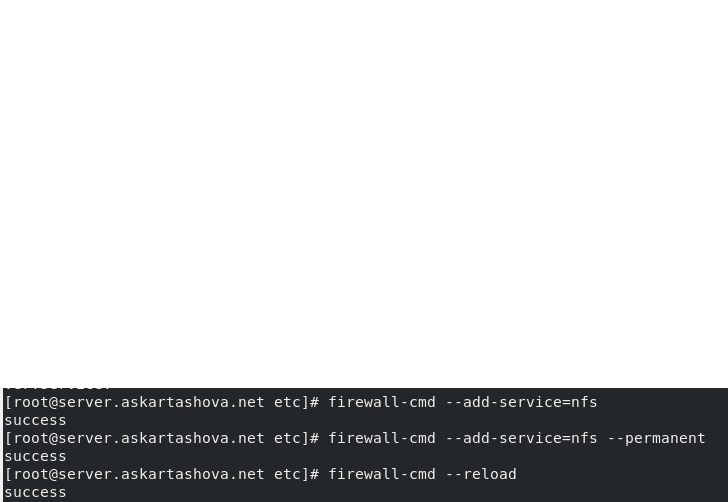 [root@server.askartashova.net etc]# firewall-cmd --add-service=nfs
success
[root@server.askartashova.net etc]# firewall-cmd --add-service=nfs --permanent
success
[root@server.askartashova.net etc]# firewall-cmd --reload
success